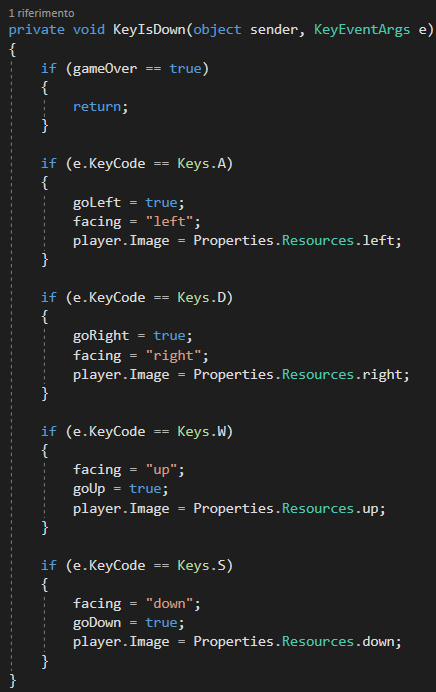 1 riferimento
private void KeyIsDown(object sender, KeyEventArgs e)
{
    if (gameOver == true)
    {
        return;
    }

    if (e.KeyCode == Keys.A)
    {
        goLeft = true;
        facing = "left";
        player.Image = Properties.Resources.left;
    }

    if (e.KeyCode == Keys.D)
    {
        goRight = true;
        facing = "right";
        player.Image = Properties.Resources.right;
    }

    if (e.KeyCode == Keys.W)
    {
        facing = "up";
        goUp = true;
        player.Image = Properties.Resources.up;
    }

    if (e.KeyCode == Keys.S)
    {
        facing = "down";
        goDown = true;
        player.Image = Properties.Resources.down;
    }
}